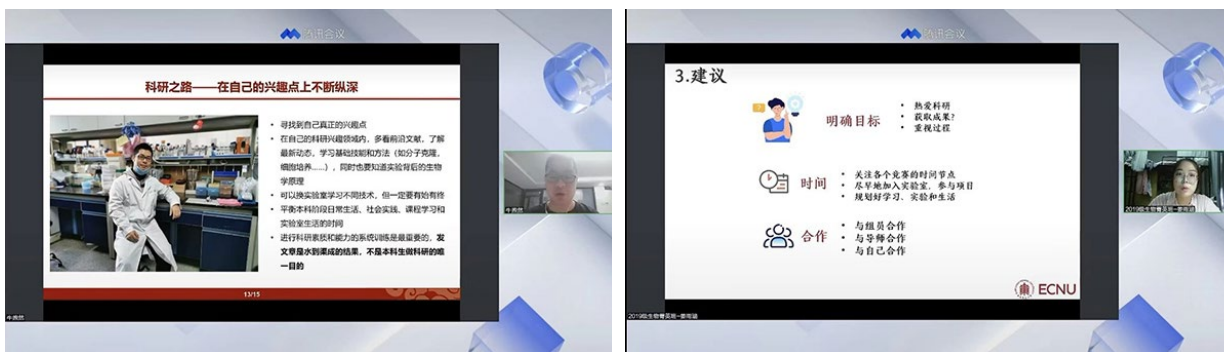 腾讯会议
科研之路——在自己的兴趣点上不断纵深
• 寻找到自己真正的兴趣点
• 在自己的科研兴趣领域内，多看前沿文献，了解
最新动态，学习基础技能和方法（如分子克隆，
细胞培养……），同时也要知道实验背后的生物
学原理
• 可以换实验室学习不同技术，但一定要有始有终
• 平衡本科阶段日常生活、社会实践、课程学习和
实验室生活的时间
• 进行科研素质和能力的系统训练是最重要的，发
文章是水到渠成的结果，不是本科生做科研的唯
一目的
13/15
腾讯会议
3.建议
明确目标
• 热爱科研
• 获取成果?
• 重视过程
时间
• 关注各个竞赛的时间节点
• 尽早地加入实验室，参与项目
• 规划好学习、实验和生活
合作
• 与组员合作
• 与导师合作
• 与自己合作
ECNU